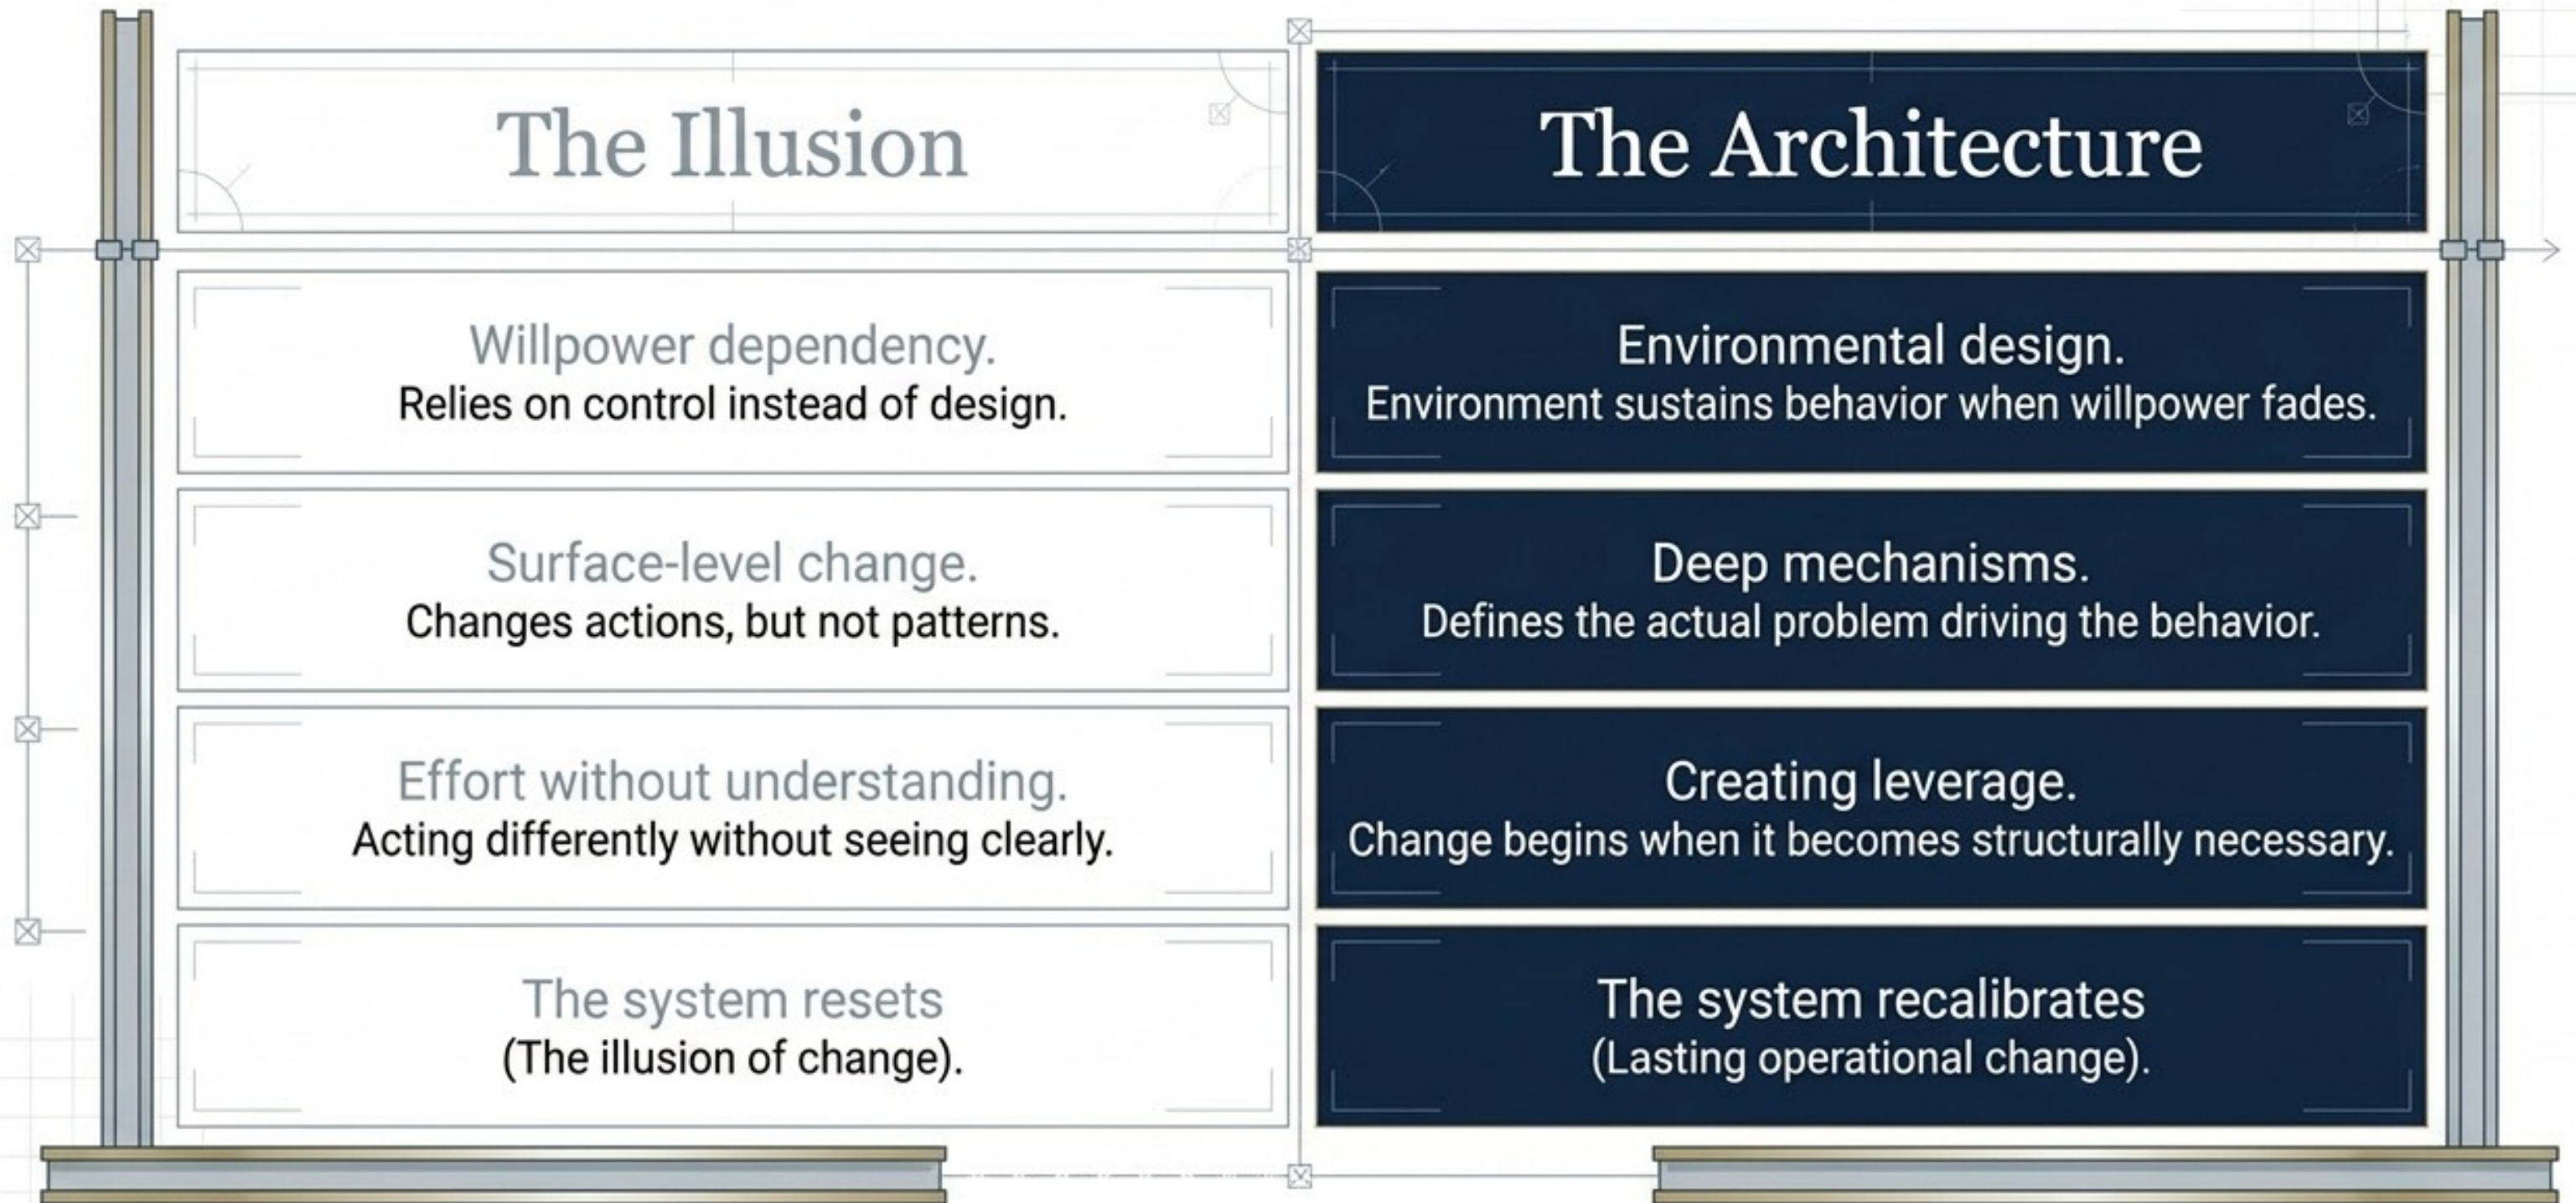 The Illusion
The Architecture
Willpower dependency.
Relies on control instead of design.
Environmental design.
Environment sustains behavior when willpower fades.
Surface-level change.
Changes actions, but not patterns.
Deep mechanisms.
Defines the actual problem driving the behavior.
Effort without understanding.
Acting differently without seeing clearly.
Creating leverage.
Change begins when it becomes structurally necessary.
The system resets
(The illusion of change).
The system recalibrates
(Lasting operational change).